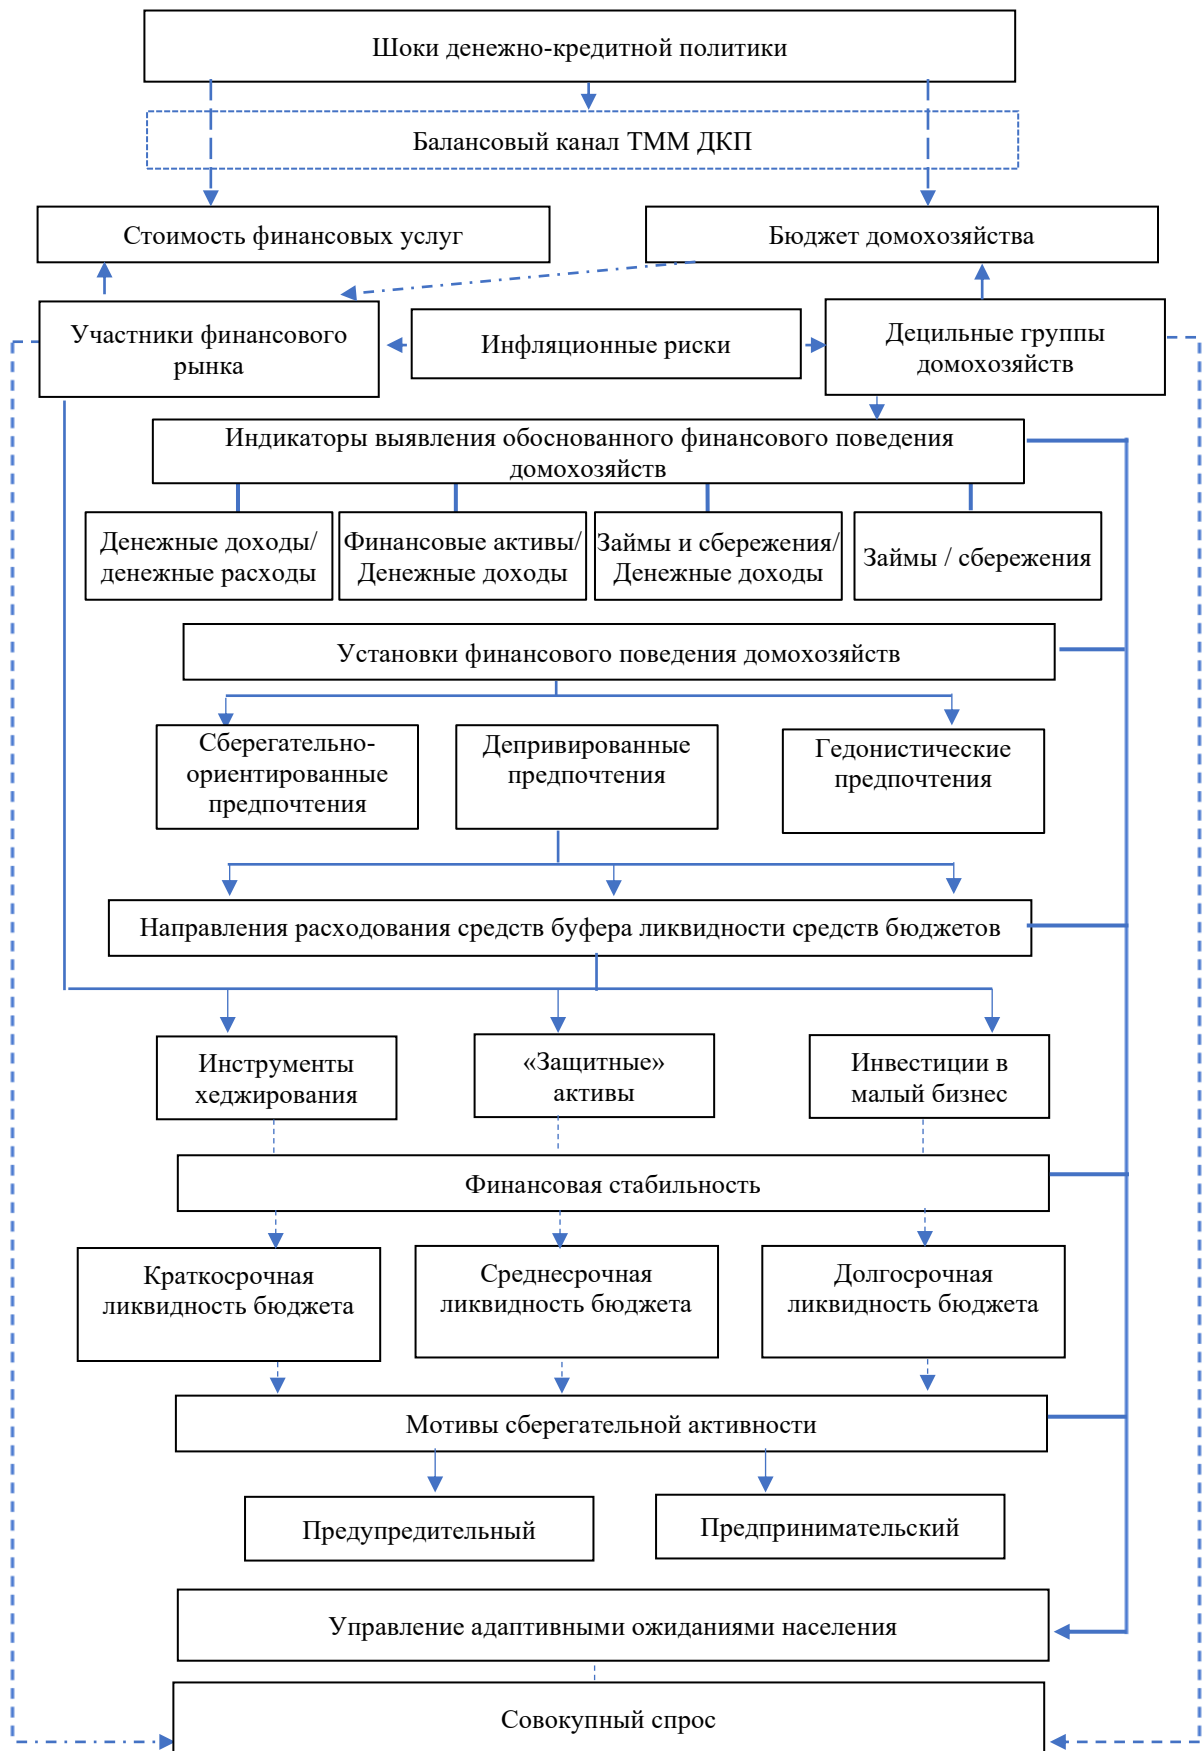 Шоки денежно-кредитной политики
Балансовый канал ТММ ДКП
Стоимость финансовых услуг
Бюджет домохозяйства
Участники финансового
рынка
Инфляционные риски
Децильные группы
домохозяйств
Индикаторы выявления обоснованного финансового поведения
домохозяйств
Денежные доходы/
денежные расходы
Финансовые активы/
Денежные доходы
Займы и сбережения/
Денежные доходы
Займы / сбережения
Установки финансового поведения домохозяйств
Сберегательно-
ориентированные
предпочтения
Депривированные
предпочтения
Гедонистические
предпочтения
Направления расходования средств буфера ликвидности средств бюджетов
Инструменты
хеджирования
«Защитные»
активы
Инвестиции в
малый бизнес
Финансовая стабильность
Краткосрочная
ликвидность бюджета
Среднесрочная
ликвидность бюджета
Долгосрочная
ликвидность бюджета
Мотивы сберегательной активности
Предупредительный
Предпринимательский
Управление адаптивными ожиданиями населения
Совокупный спрос